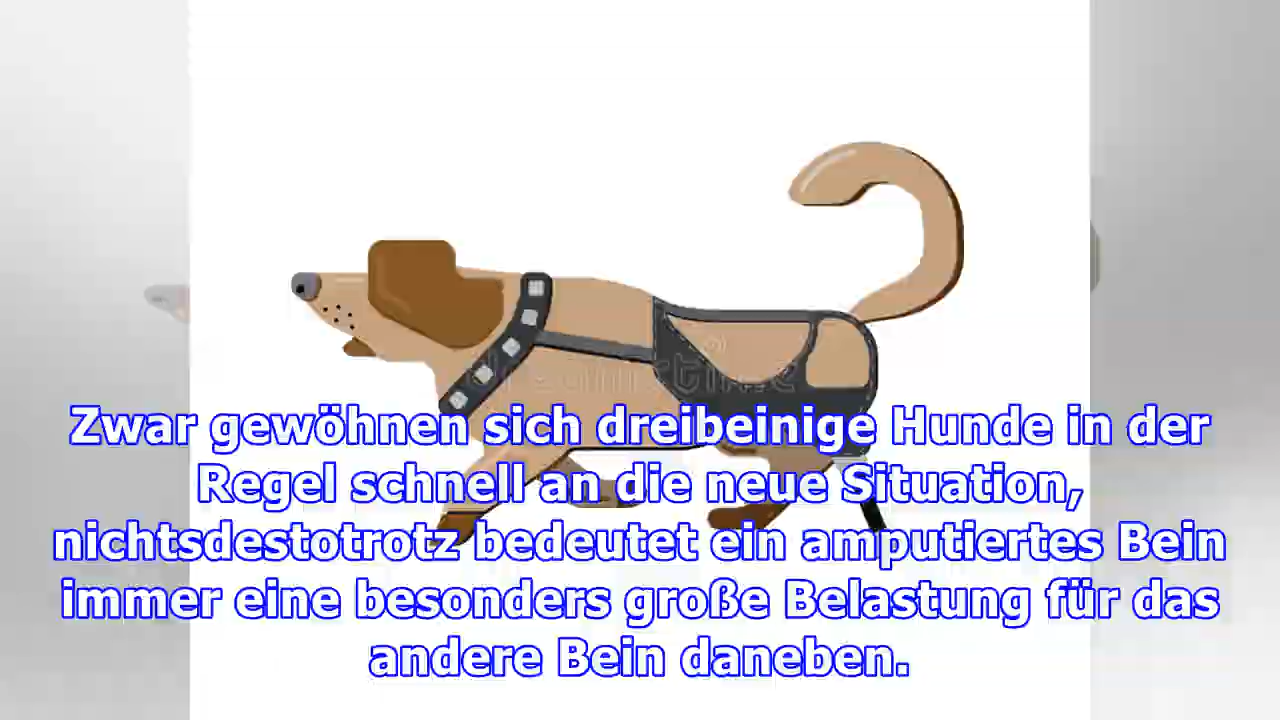 dreamstime
Zwar gewöhnen sich dreibeinige Hunde in der
Regel schnell an die neue Situation,
nichtsdestotrotz bedeutet ein amputiertes Bein
immer eine besonders große Belastung für das
andere Bein daneben.